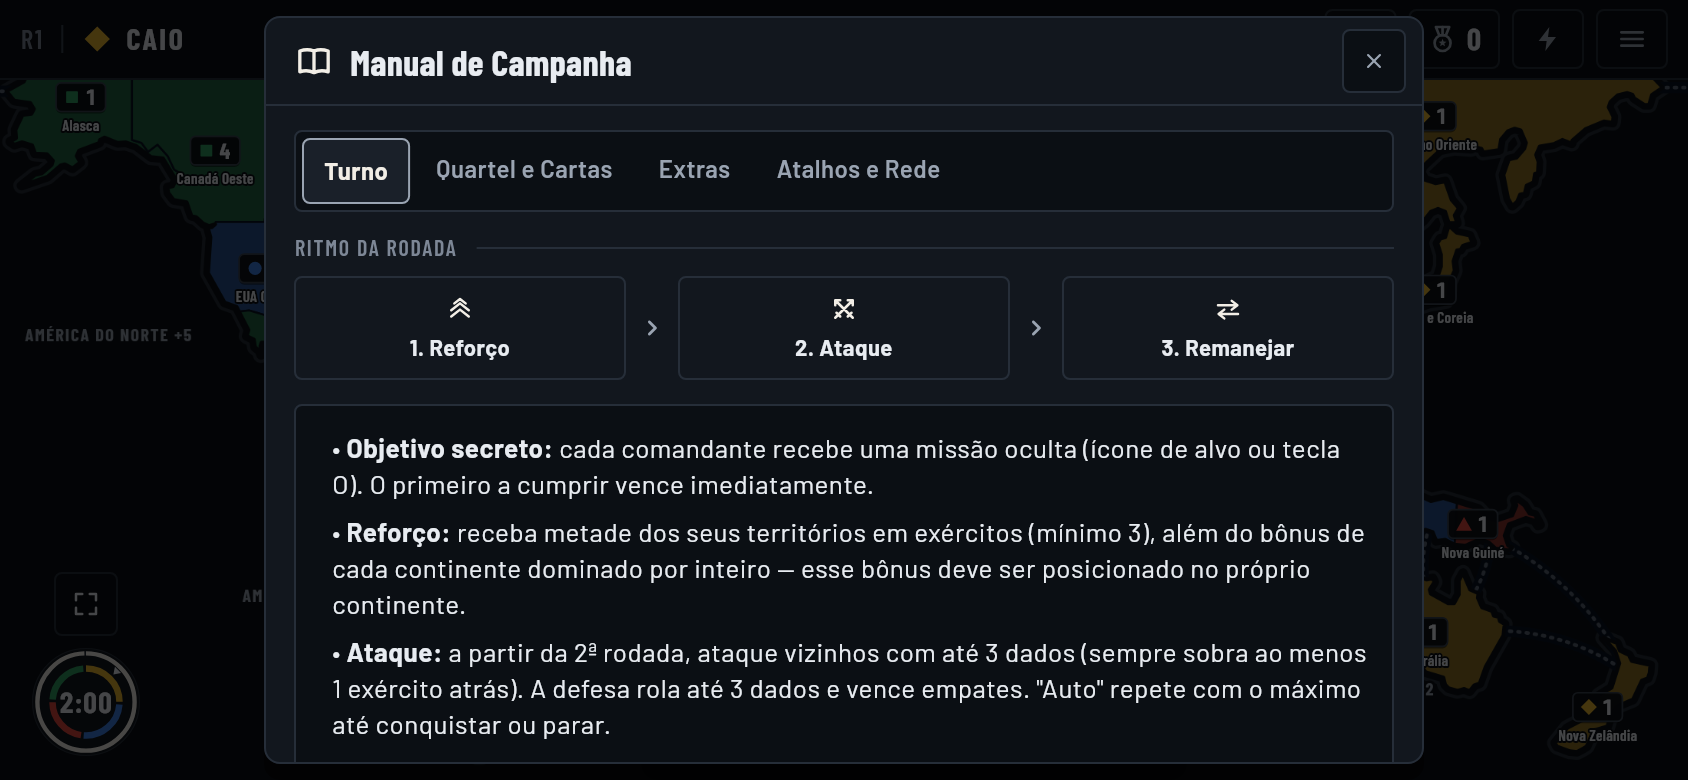 R1
CAIO
Manual de Campanha
0
1
Alasca
4
Canadá Oeste
EUA
AMÉRICA DO NORTE +5
AM
2:00
Turno
Quartel e Cartas
Extras
Atalhos e Rede
RITMO DA RODADA
1. Reforço
2. Ataque
3. Remanejar
• Objetivo secreto: cada comandante recebe uma missão oculta (ícone de alvo ou tecla
O). O primeiro a cumprir vence imediatamente.
• Reforço: receba metade dos seus territórios em exércitos (mínimo 3), além do bônus de
cada continente dominado por inteiro — esse bônus deve ser posicionado no próprio
continente.
• Ataque: a partir da 2ª rodada, ataque vizinhos com até 3 dados (sempre sobra ao menos
1 exército atrás). A defesa rola até 3 dados e vence empates. "Auto" repete com o máximo
até conquistar ou parar.
1
o Oriente
1
e Coreia
1
Nova Guiné
1
rália
2
1
Nova Zelândia